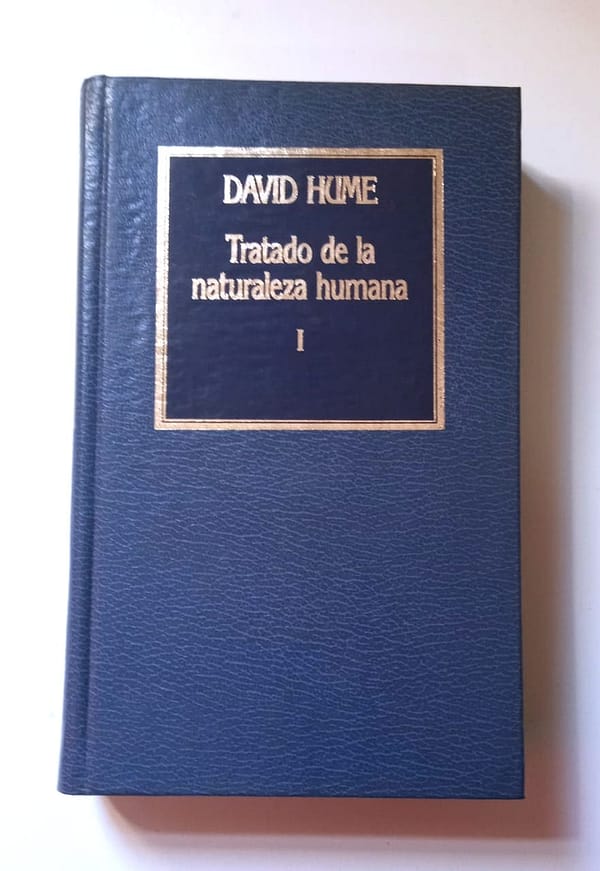 DAVID HUME
Tratado de la
naturaleza humana
I